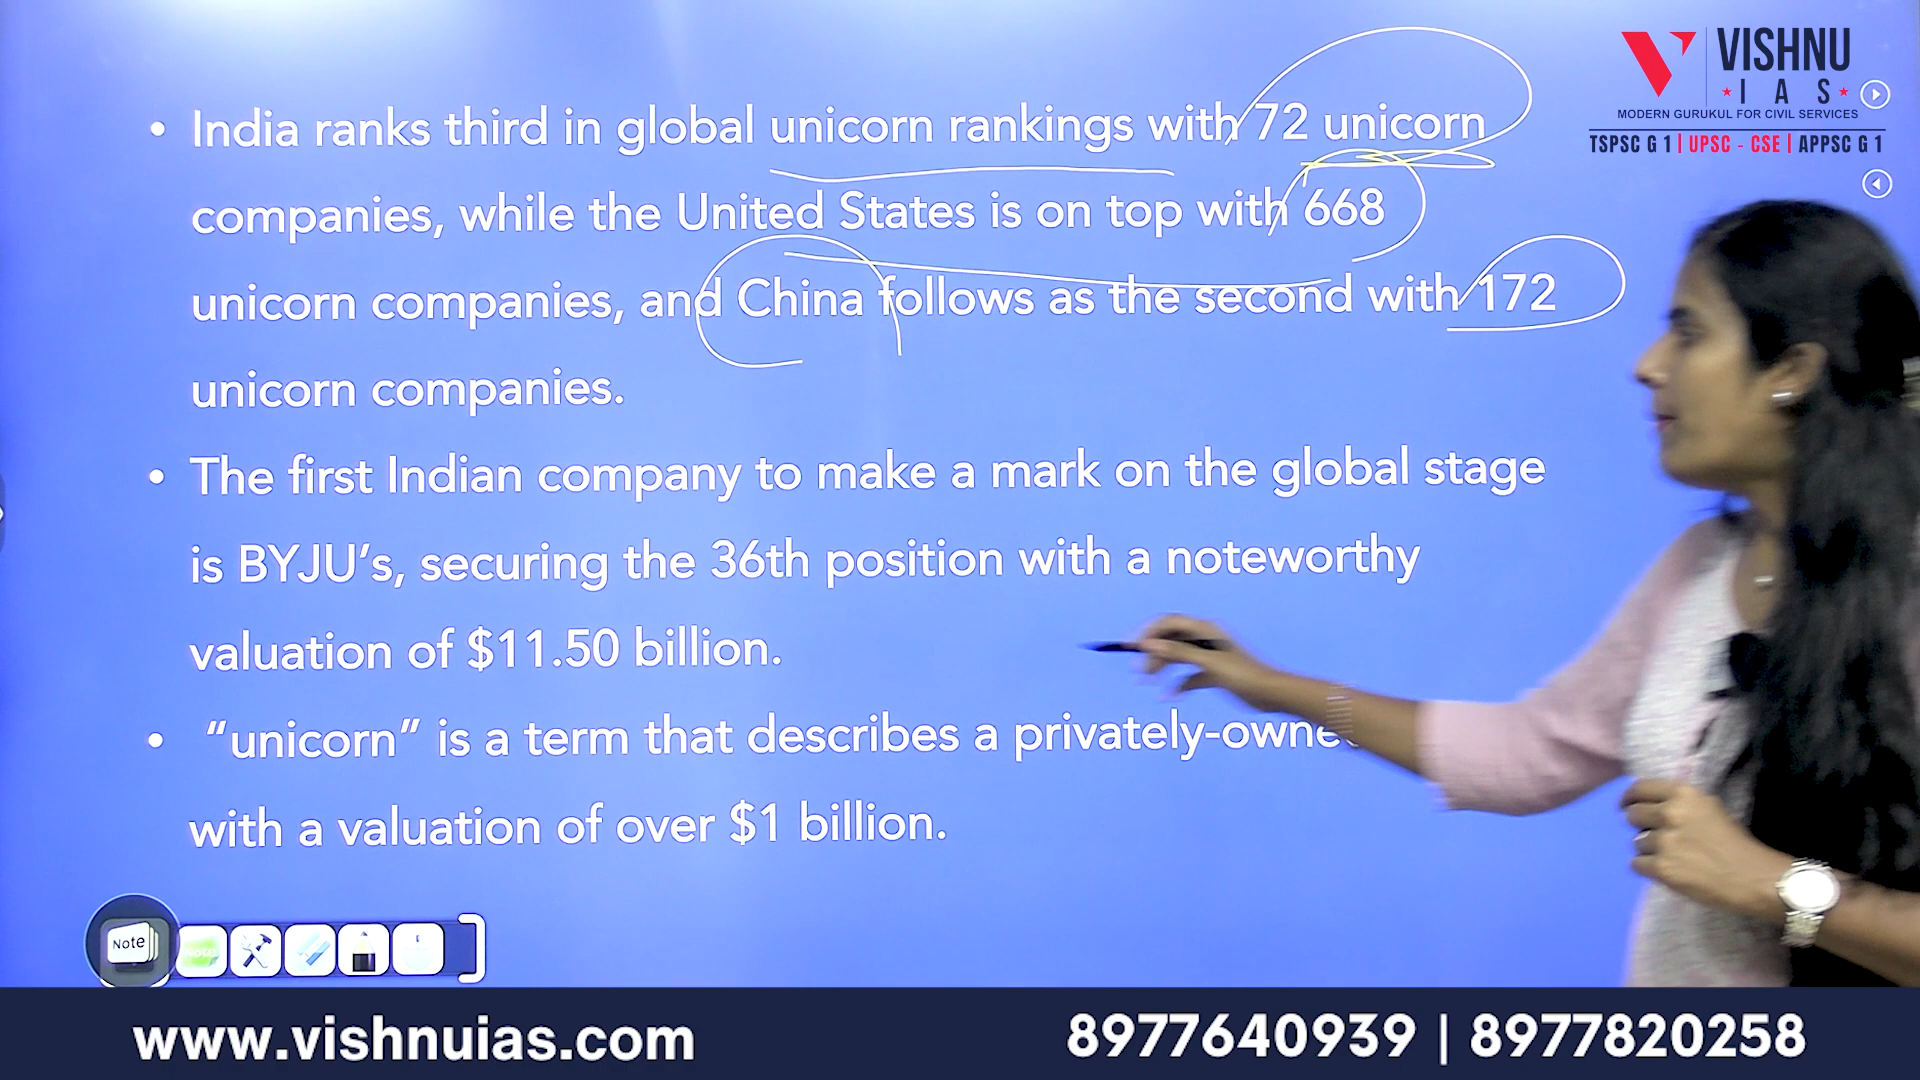 VISHNU
IAS
MODERN GURUKUL FOR CIVIL SERVICES
TSPSC G 1 | UPSC - CSE | APPSC G 1
• India ranks third in global unicorn rankings with 72 unicorn
companies, while the United States is on top with 668
unicorn companies, and China follows as the second with 172
unicorn companies.
• The first Indian company to make a mark on the global stage
is BYJU’s, securing the 36th position with a noteworthy
valuation of $11.50 billion.
• “unicorn” is a term that describes a
with a valuation of over $1 billion.
Note
www.vishnuias.com
8977640939 | 8977820258